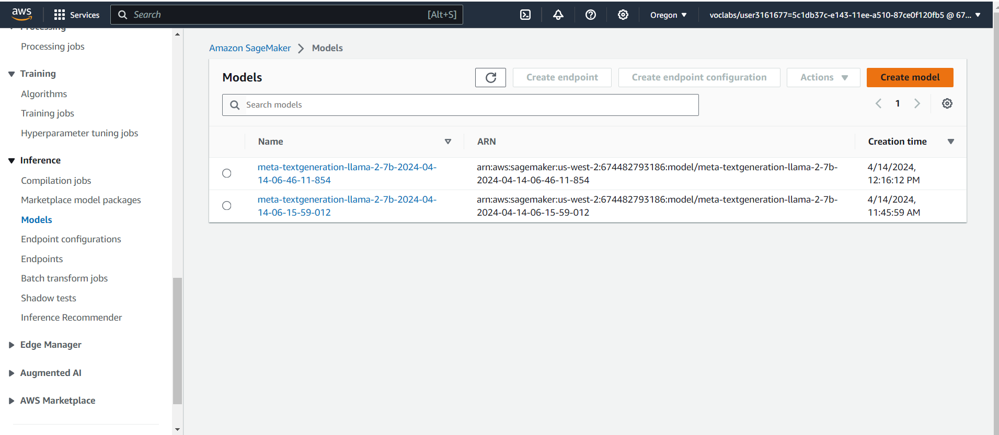 aws
Services
Search
[Alt+S]
Oregon
voclabs/user3161677=5c1db37c-e143-11ee-a510-87ce0f120fb5 @ 67...
Processing
Processing jobs
Training
Algorithms
Training jobs
Hyperparameter tuning jobs
Inference
Compilation jobs
Marketplace model packages
Models
Endpoint configurations
Endpoints
Batch transform jobs
Shadow tests
Inference Recommender
Edge Manager
Augmented AI
AWS Marketplace
Amazon SageMaker
Models
Models
Create endpoint
Create endpoint configuration
Actions
Create model
Search models
1
Name
ARN
Creation time
meta-textgeneration-llama-2-7b-2024-04-
14-06-46-11-854
arn:aws:sagemaker:us-west-2:674482793186:model/meta-textgeneration-llama-2-7b-
2024-04-14-06-46-11-854
4/14/2024,
12:16:12 PM
meta-textgeneration-llama-2-7b-2024-04-
14-06-15-59-012
arn:aws:sagemaker:us-west-2:674482793186:model/meta-textgeneration-llama-2-7b-
2024-04-14-06-15-59-012
4/14/2024,
11:45:59 AM